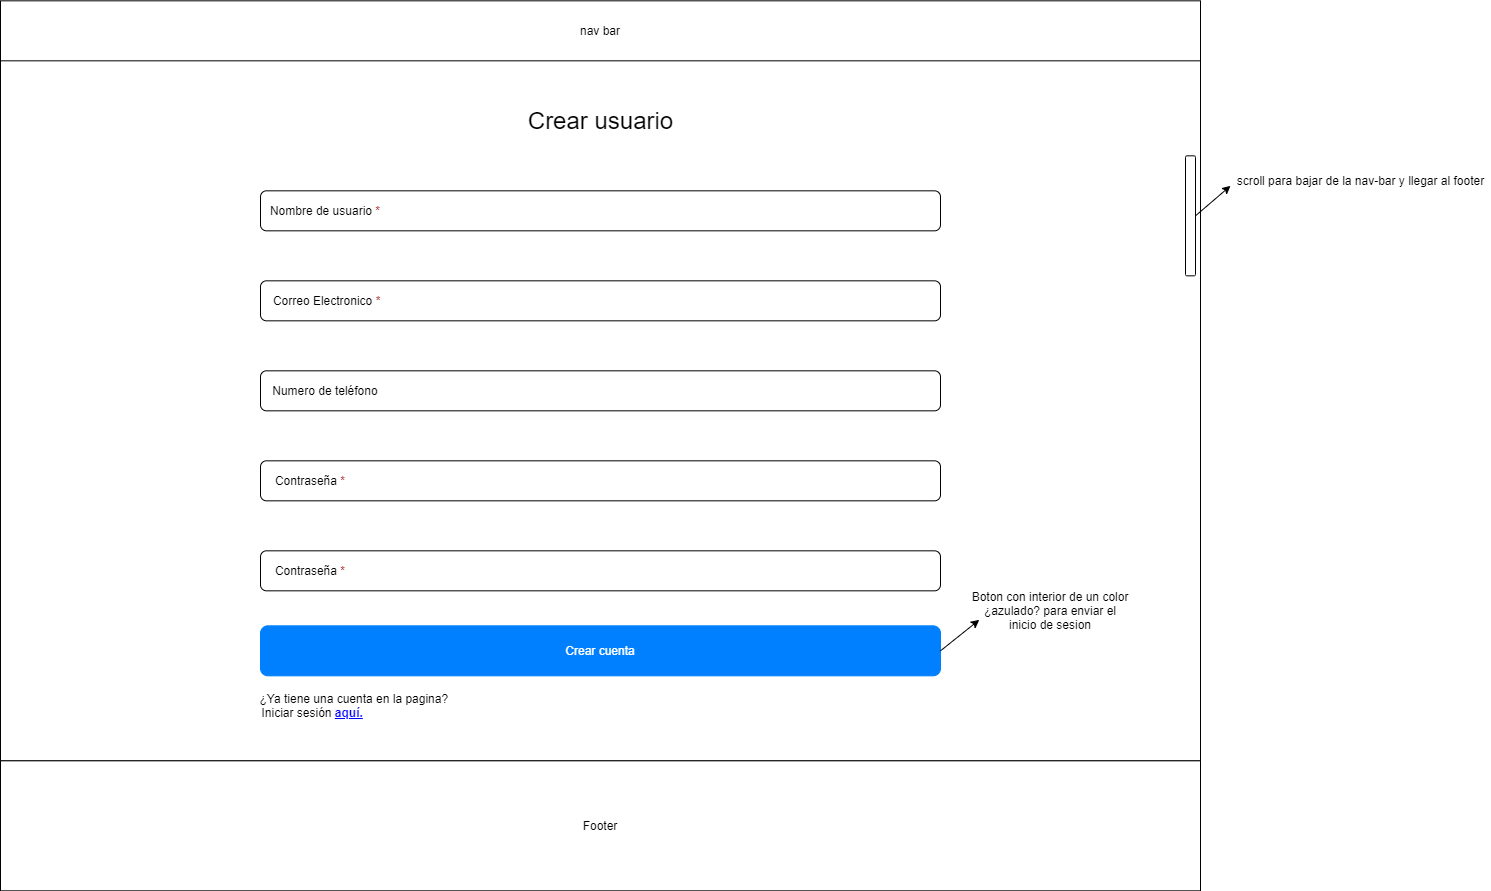 nav bar
Crear usuario
scroll para bajar de la nav-bar y llegar al footer
Nombre de usuario *
Correo Electronico *
Numero de teléfono
Contraseña *
Contraseña *
Boton con interior de un color
¿azulado? para enviar el
inicio de sesion
Crear cuenta
¿Ya tiene una cuenta en la pagina?
Iniciar sesión aquí.
Footer